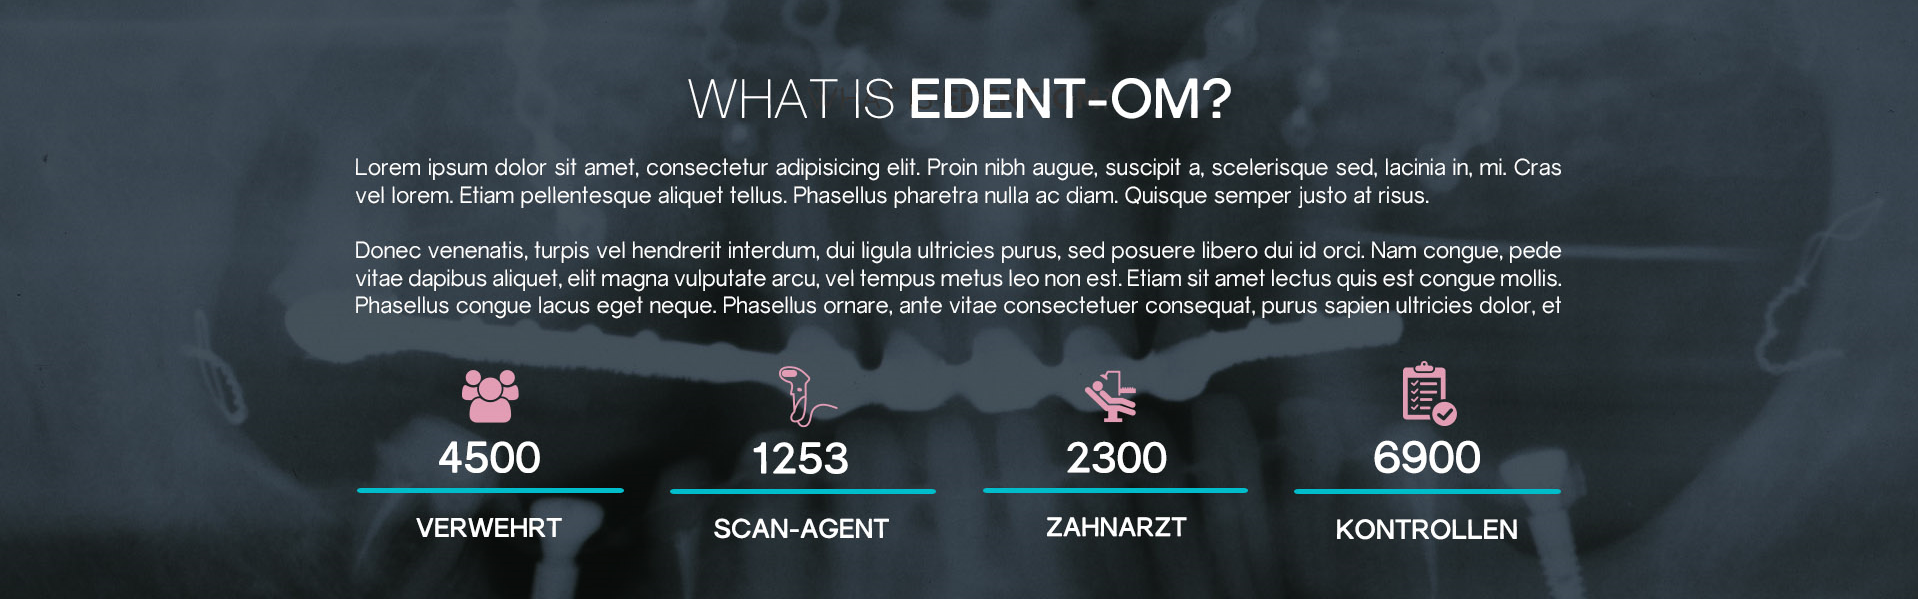 WHAT IS EDENT-OM?
Lorem ipsum dolor sit amet, consectetur adipisicing elit. Proin nibh augue, suscipit a, scelerisque sed, lacinia in, mi. Cras
vel lorem. Etiam pellentesque aliquet tellus. Phasellus pharetra nulla ac diam. Quisque semper justo at risus.
Donec venenatis, turpis vel hendrerit interdum, dui ligula ultricies purus, sed posuere libero dui id orci. Nam congue, pede
vitae dapibus aliquet, elit magna vulputate arcu, vel tempus metus leo non est. Etiam sit amet lectus quis est congue mollis.
Phasellus congue lacus eget neque. Phasellus ornare, ante vitae consectetuer consequat, purus sapien ultricies dolor, et
4500 1253 2300 6900
VERWEHRT SCAN-AGENT ZAHNARZT KONTROLLEN